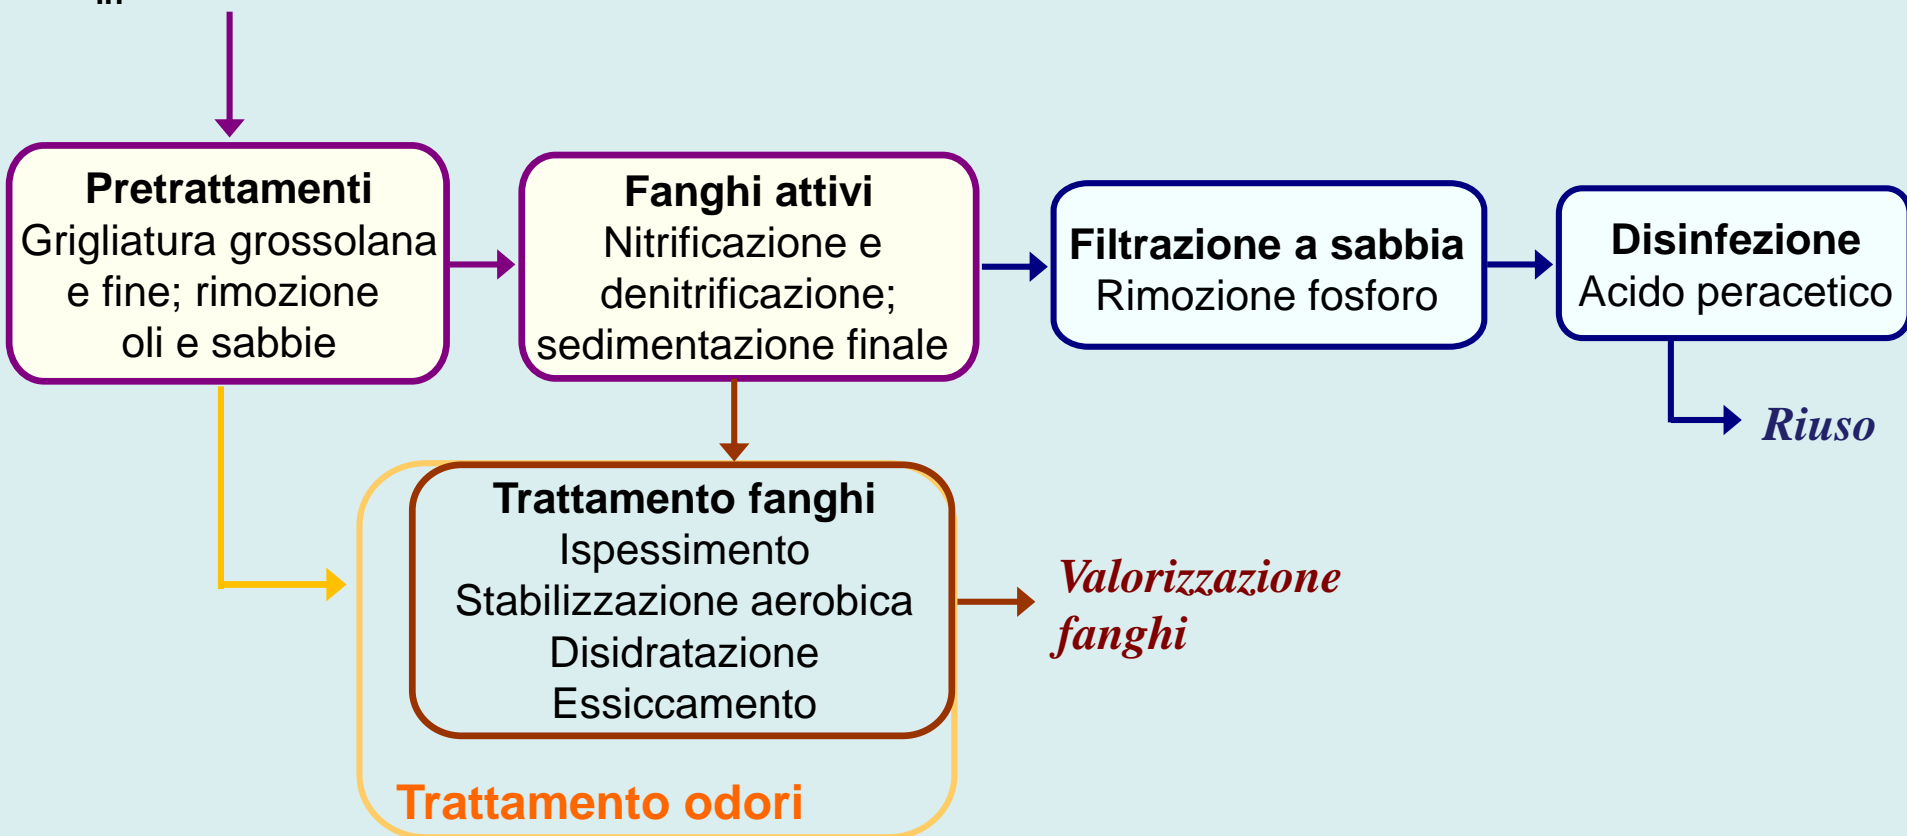 in
Pretrattamenti
Grigliatura grossolana
e fine; rimozione
oli e sabbie
Fanghi attivi
Nitrificazione e
denitrificazione;
sedimentazione finale
Filtrazione a sabbia
Rimozione fosforo
Disinfezione
Acido peracetico
Riuso
Trattamento fanghi
Ispessimento
Stabilizzazione aerobica
Disidratazione
Essiccamento
Valorizzazione
fanghi
Trattamento odori